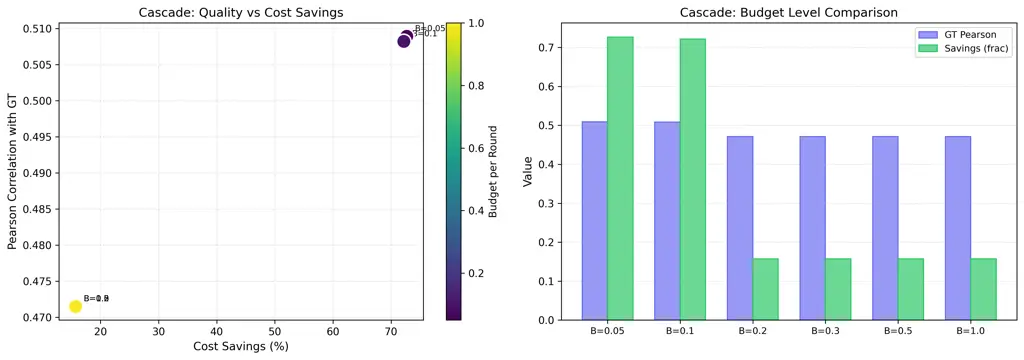 Cascade: Quality vs Cost Savings
Pearson Correlation with GT
0.510
0.505
0.500
0.495
0.490
0.485
0.480
0.475
0.470
B=0.05
B=0.1
20
30
40
50
60
70
Cost Savings (%)
1.0
0.8
0.6
0.4
0.2
Budget per Round
Cascade: Budget Level Comparison
GT Pearson
Savings (frac)
Value
0.7
0.6
0.5
0.4
0.3
0.2
0.1
0.0
B=0.05
B=0.1
B=0.2
B=0.3
B=0.5
B=1.0